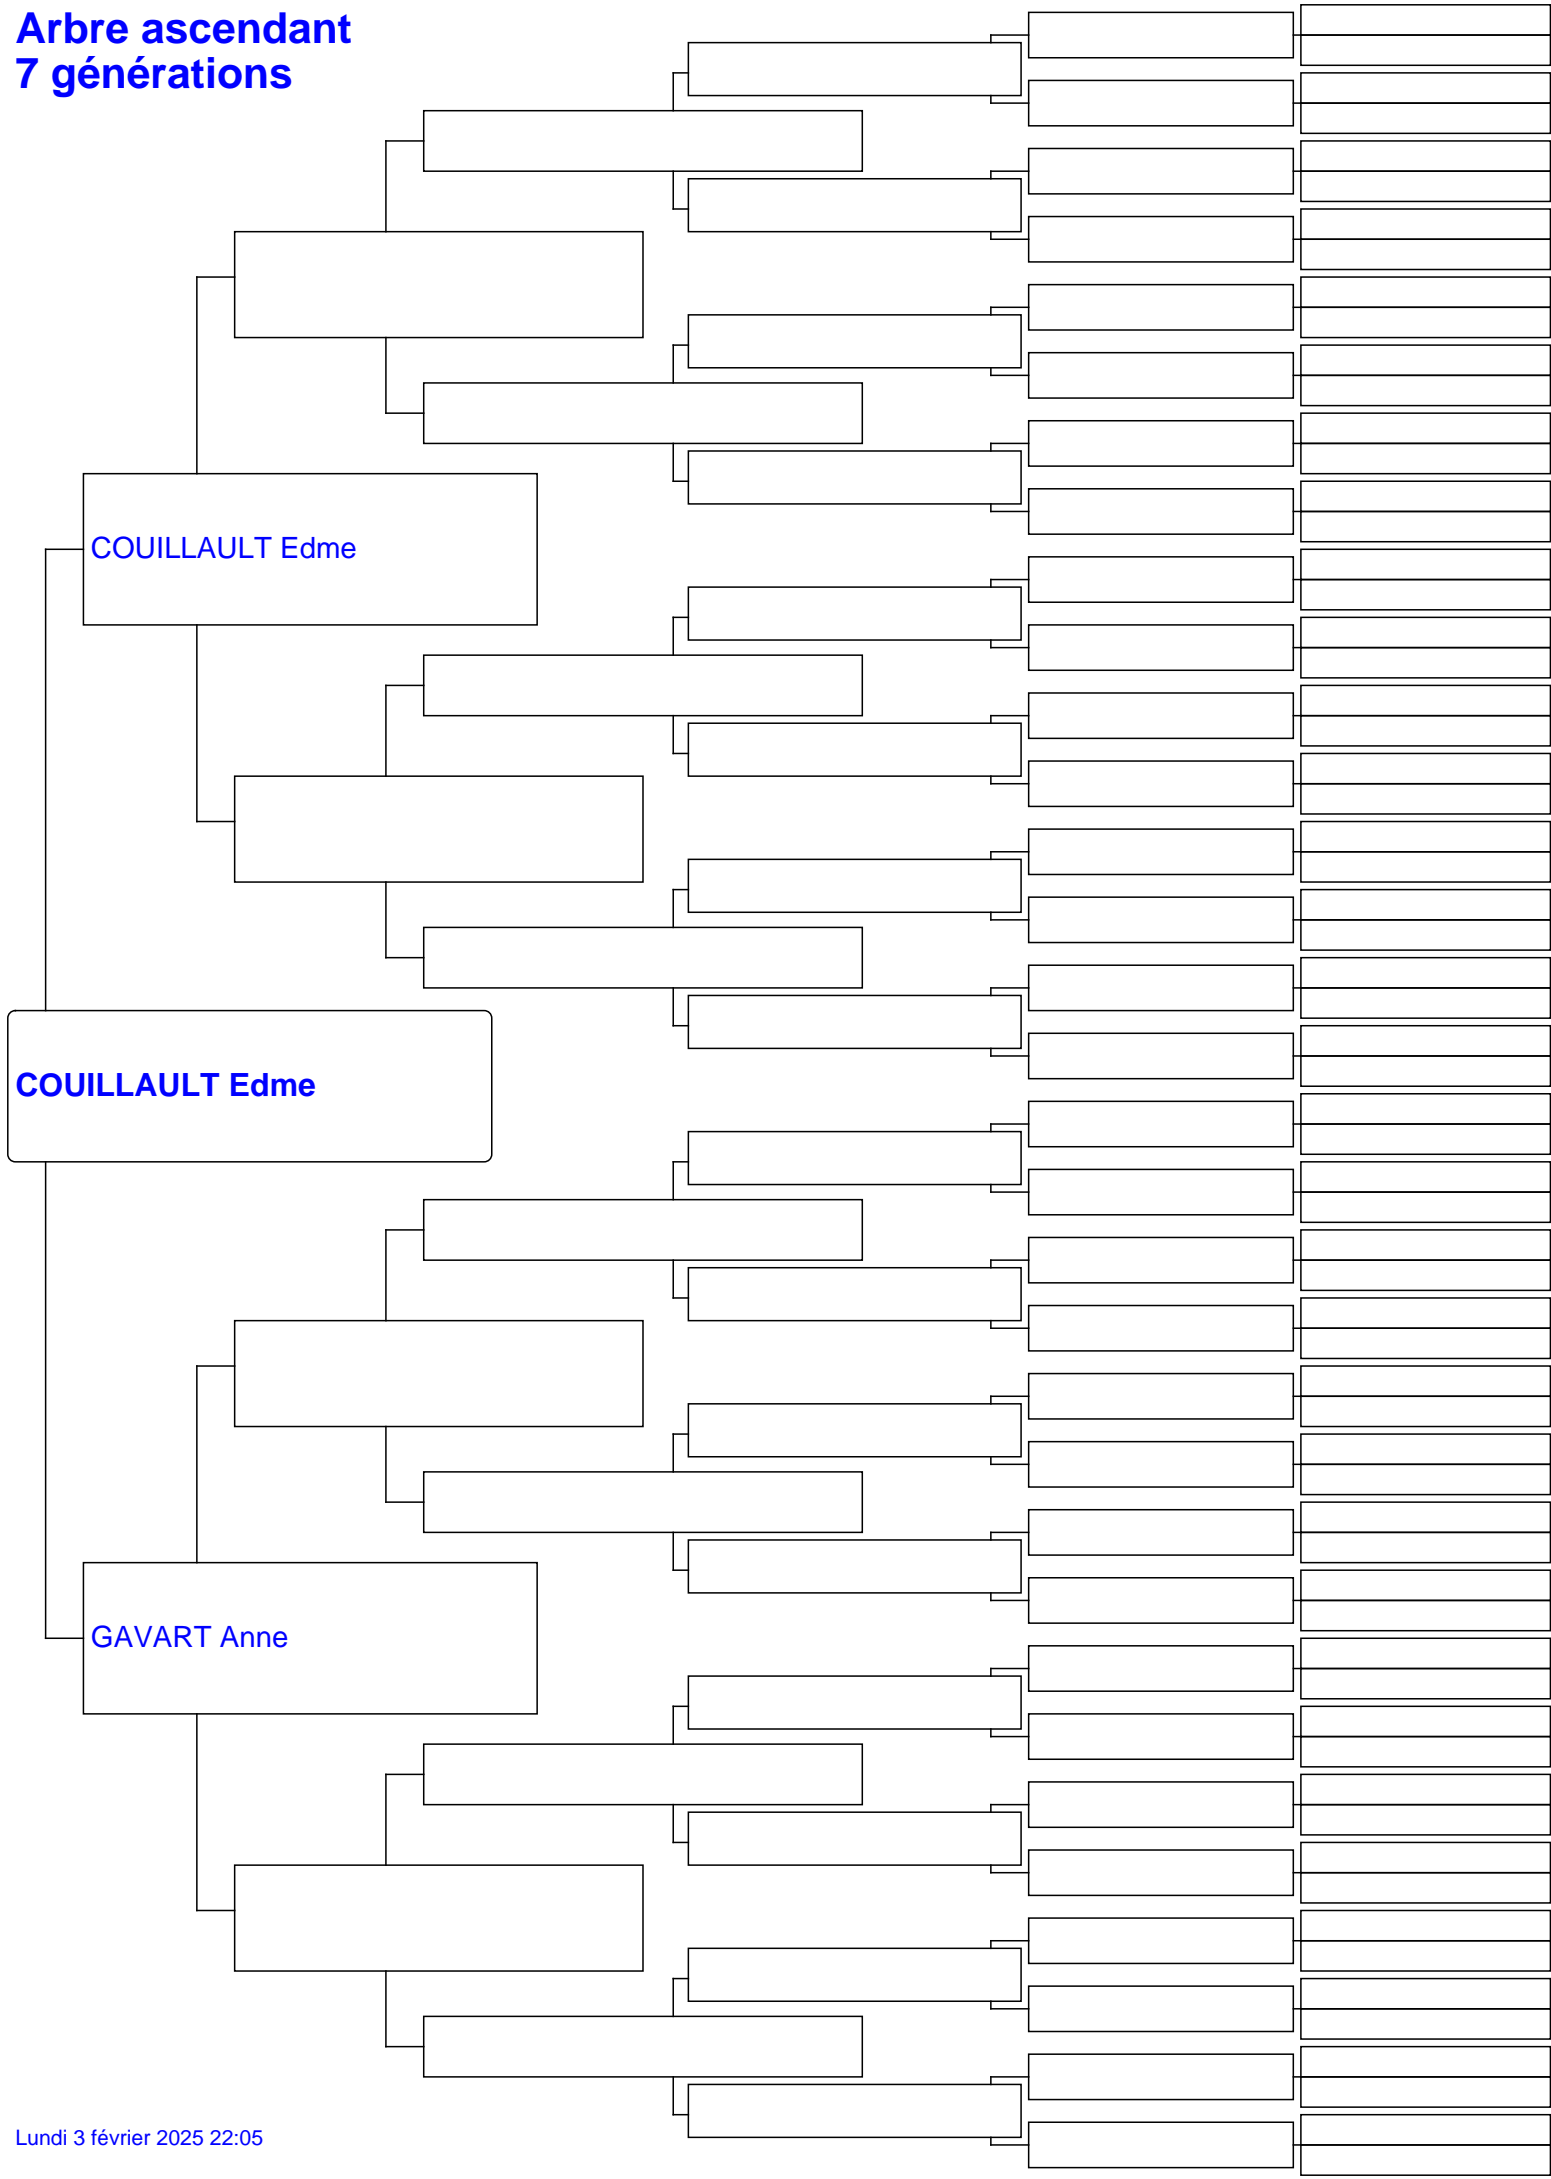 Arbre ascendant
7 générations
COUILLAULT Edme
COUILLAULT Edme
GAVART Anne
Lundi 3 février 2025 22:05